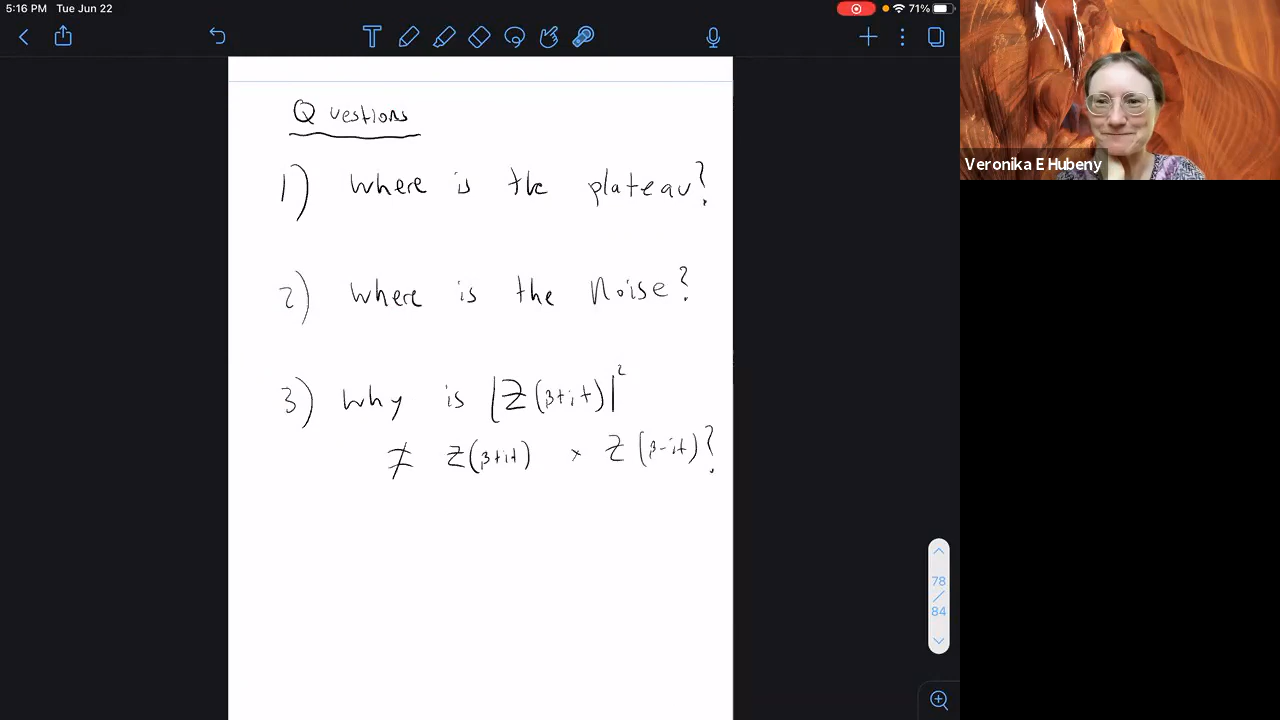 5:16 PM Tue Jun 22
71%
Questions
1) Where is the plateau?
2) Where is the Noise?
3) Why is |Z(β+it)|²
≠ Z(β+it) × Z(β-it)?
78
/
84
Veronika E Hubeny